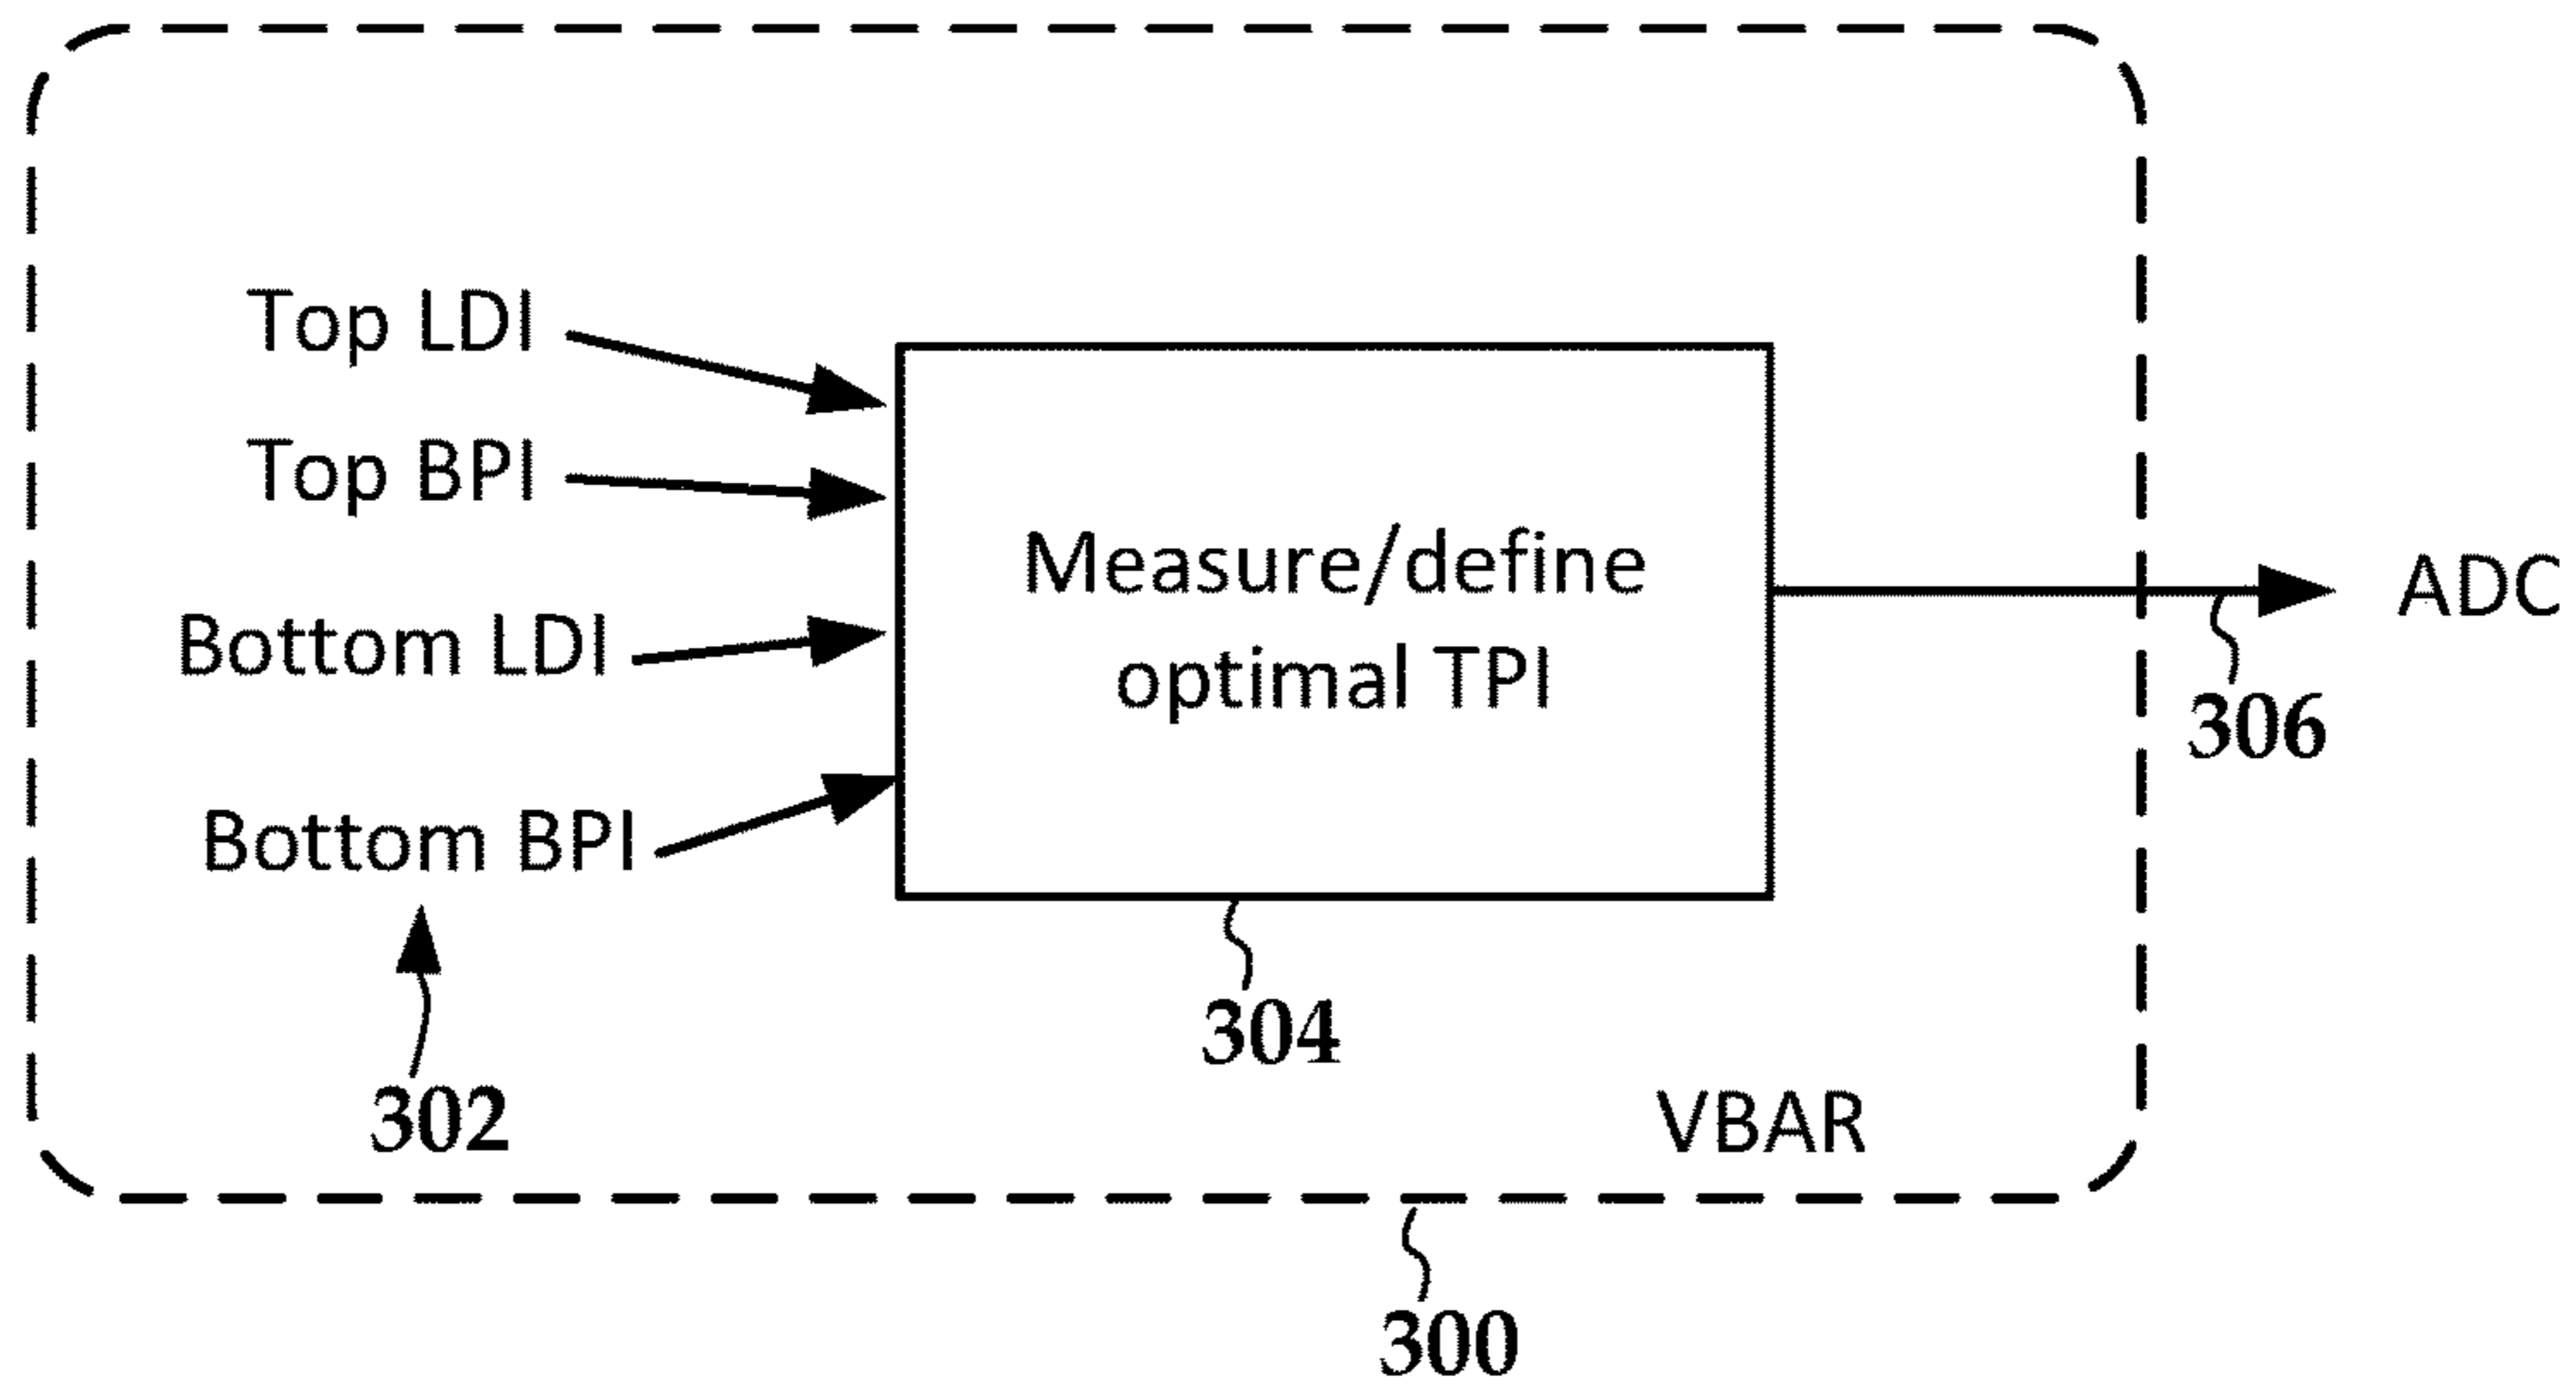 Top LDI
Top BPI
Bottom LDI
Bottom BPI
Measure/define
optimal TPI
ADC
306
304
302
VBAR
300